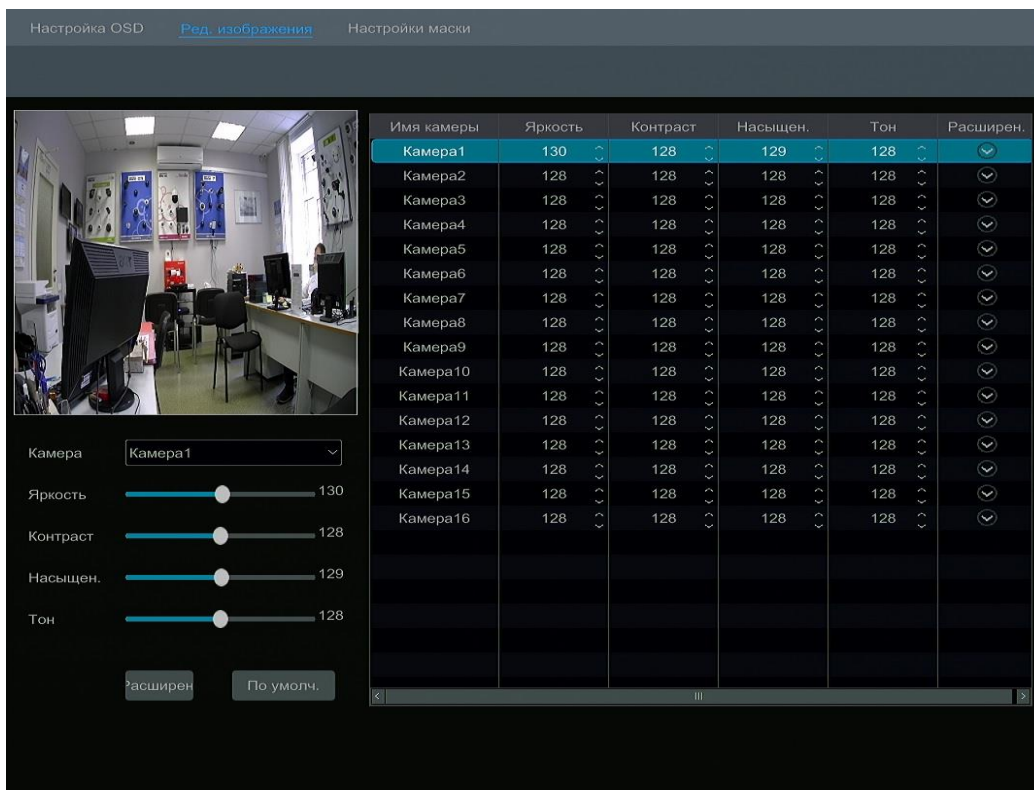 Настройка OSD Ред. изображения Настройки маски
Имя камеры Яркость Контраст Насыщен. Тон Расширен.
Камера1 130 128 129 128
Камера2 128 128 128 128
Камера3 128 128 128 128
Камера4 128 128 128 128
Камера5 128 128 128 128
Камера6 128 128 128 128
Камера7 128 128 128 128
Камера8 128 128 128 128
Камера9 128 128 128 128
Камера10 128 128 128 128
Камера11 128 128 128 128
Камера12 128 128 128 128
Камера13 128 128 128 128
Камера14 128 128 128 128
Камера15 128 128 128 128
Камера16 128 128 128 128
Камера Камера1
Яркость 130
Контраст 128
Насыщен. 129
Тон 128
Расширен По умолч.